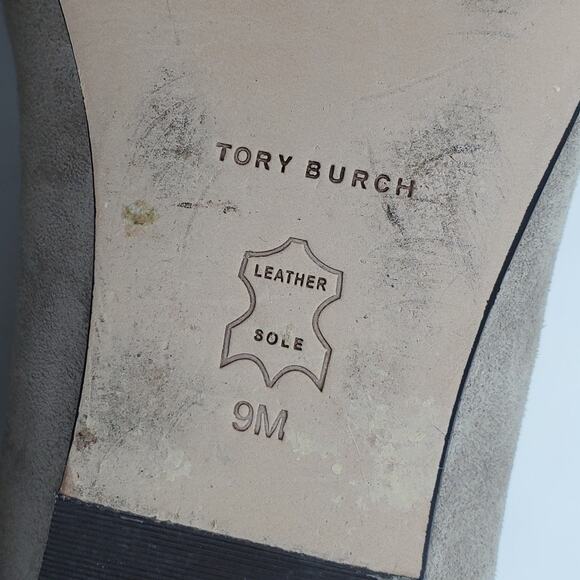 TORY BURCH
LEATHER
SOLE
9M